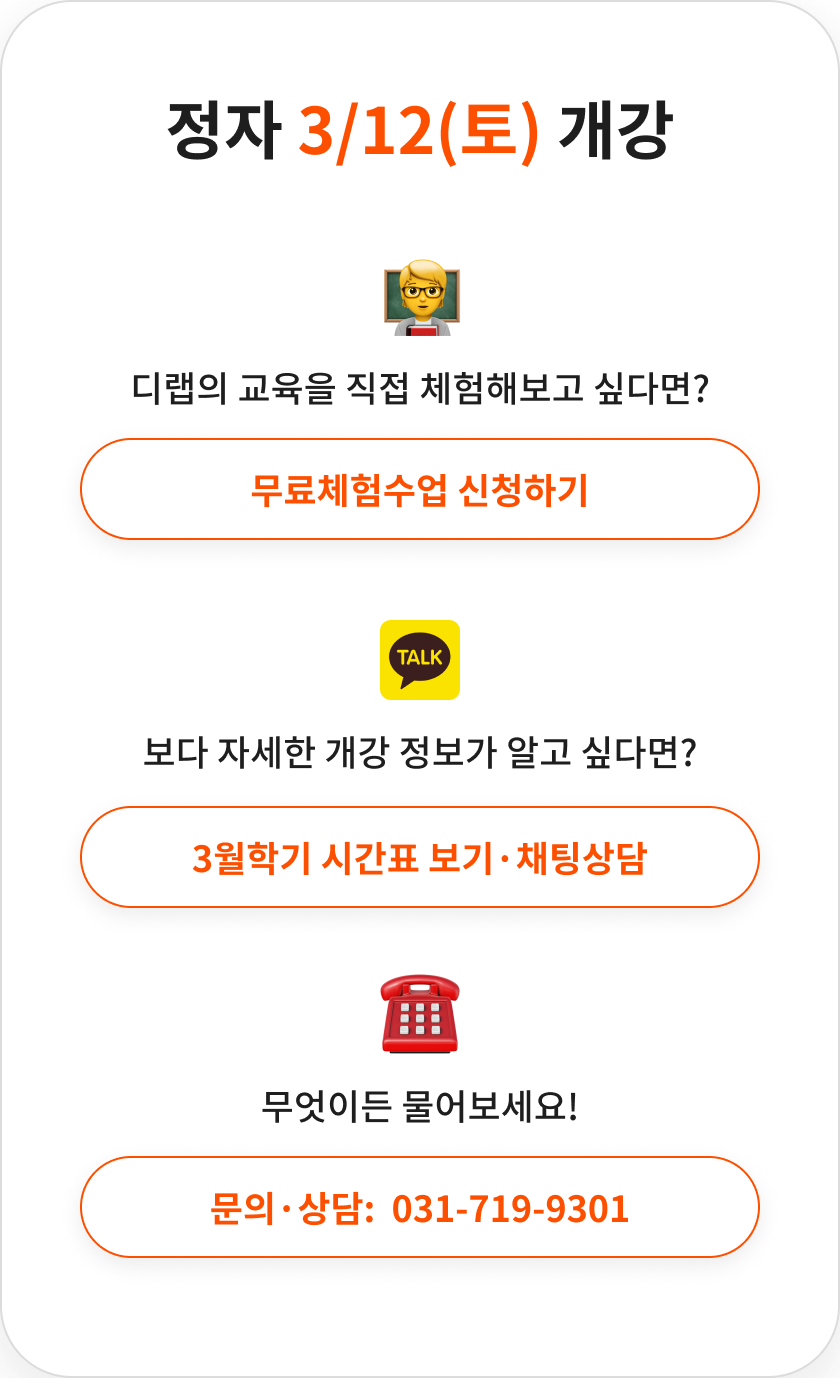 정자 3/12(토) 개강
디랩의 교육을 직접 체험해보고 싶다면?
무료체험수업 신청하기
TALK
보다 자세한 개강 정보가 알고 싶다면?
3월학기 시간표 보기·채팅상담
무엇이든 물어보세요!
문의·상담: 031-719-9301